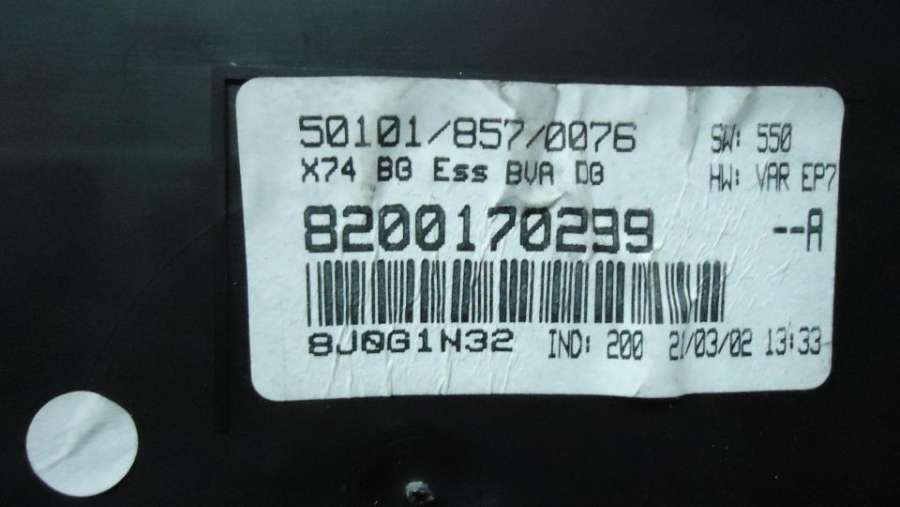 50101/857/0076 SW: 550
X74 BG Ess BVA DG HW: VAR EP7
8200170299 --A
8J0G1N32 IND: 200 21/03/02 13:33